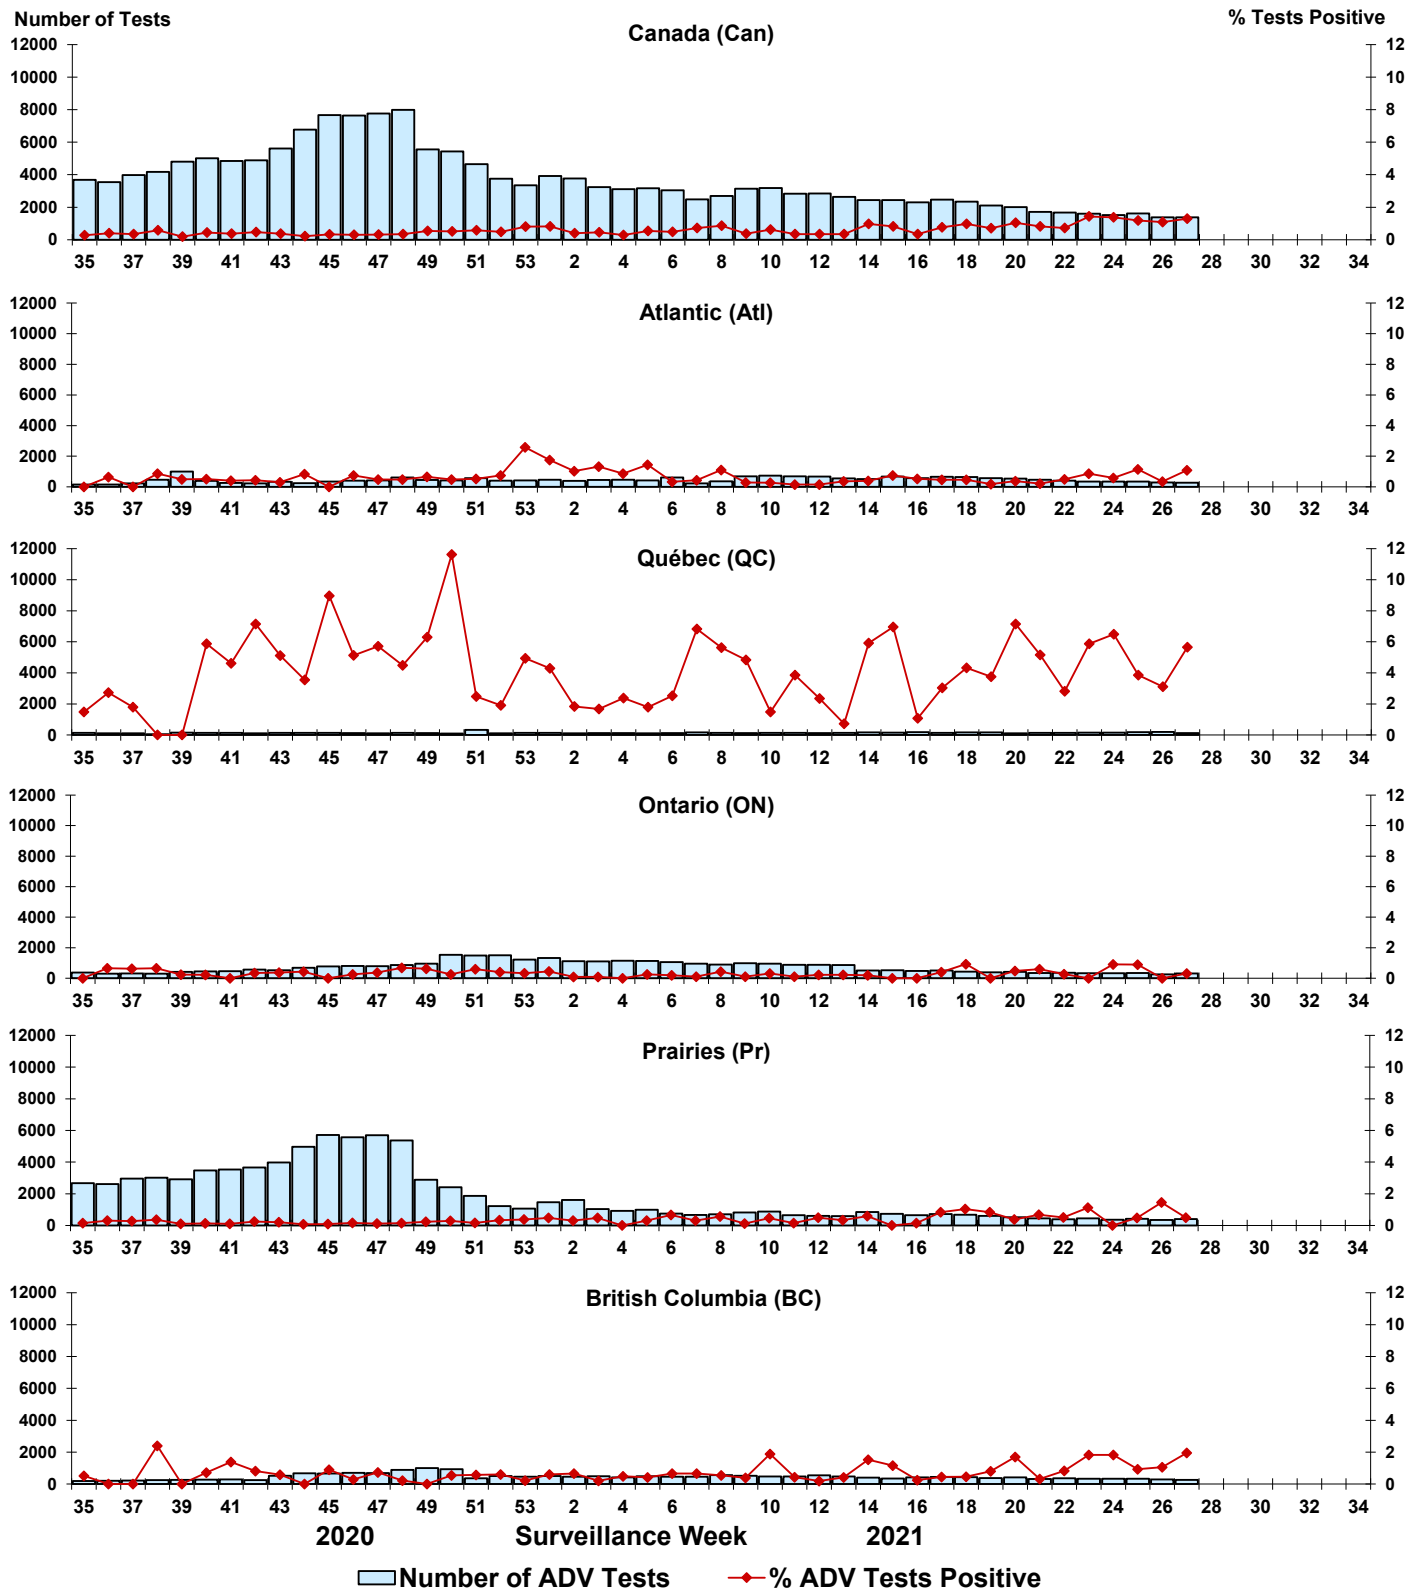 Number of Tests
% Tests Positive
Canada (Can)
12000 12
10000 10
8000 8
6000 6
4000 4
2000 2
0 0
35 37 39 41 43 45 47 49 51 53 2 4 6 8 10 12 14 16 18 20 22 24 26 28 30 32 34
Atlantic (Atl)
12000 12
10000 10
8000 8
6000 6
4000 4
2000 2
0 0
35 37 39 41 43 45 47 49 51 53 2 4 6 8 10 12 14 16 18 20 22 24 26 28 30 32 34
Québec (QC)
12000 12
10000 10
8000 8
6000 6
4000 4
2000 2
0 0
35 37 39 41 43 45 47 49 51 53 2 4 6 8 10 12 14 16 18 20 22 24 26 28 30 32 34
Ontario (ON)
12000 12
10000 10
8000 8
6000 6
4000 4
2000 2
0 0
35 37 39 41 43 45 47 49 51 53 2 4 6 8 10 12 14 16 18 20 22 24 26 28 30 32 34
Prairies (Pr)
12000 12
10000 10
8000 8
6000 6
4000 4
2000 2
0 0
35 37 39 41 43 45 47 49 51 53 2 4 6 8 10 12 14 16 18 20 22 24 26 28 30 32 34
British Columbia (BC)
12000 12
10000 10
8000 8
6000 6
4000 4
2000 2
0 0
35 37 39 41 43 45 47 49 51 53 2 4 6 8 10 12 14 16 18 20 22 24 26 28 30 32 34
2020 Surveillance Week 2021
Number of ADV Tests % ADV Tests Positive